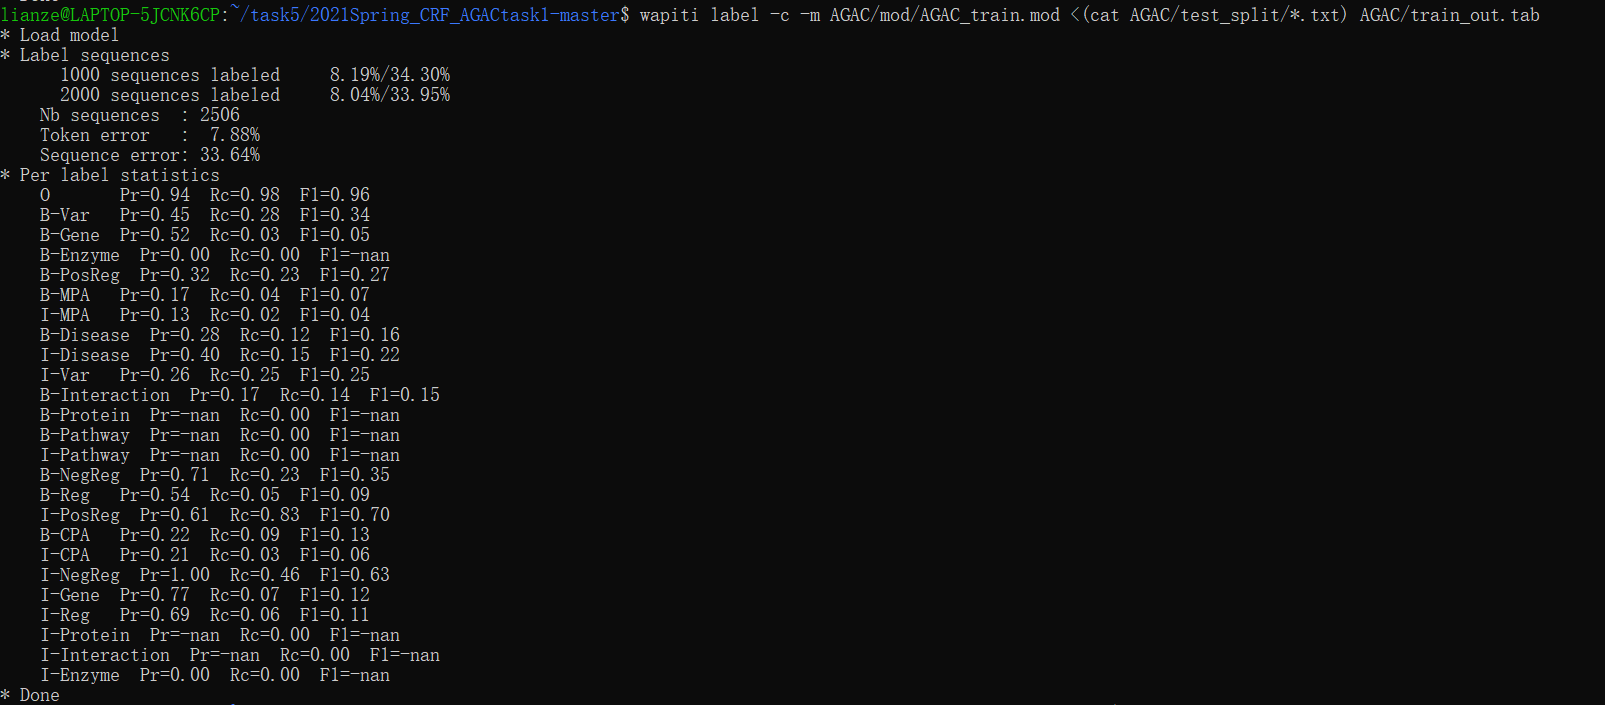 lianze@LAPTOP-5JCNK6CP:~/task5/2021Spring_CRF_AGACtask1-master$ wapiti label -c -m AGAC/mod/AGAC_train.mod <(cat AGAC/test_split/*.txt) AGAC/train_out.tab
* Load model
* Label sequences
      1000 sequences labeled     8.19%/34.30%
      2000 sequences labeled     8.04%/33.95%
    Nb sequences  : 2506
    Token error   :  7.88%
    Sequence error: 33.64%
* Per label statistics
    O       Pr=0.94  Rc=0.98  F1=0.96
    B-Var   Pr=0.45  Rc=0.28  F1=0.34
    B-Gene  Pr=0.52  Rc=0.03  F1=0.05
    B-Enzyme  Pr=0.00  Rc=0.00  F1=-nan
    B-PosReg  Pr=0.32  Rc=0.23  F1=0.27
    B-MPA   Pr=0.17  Rc=0.04  F1=0.07
    I-MPA   Pr=0.13  Rc=0.02  F1=0.04
    B-Disease  Pr=0.28  Rc=0.12  F1=0.16
    I-Disease  Pr=0.40  Rc=0.15  F1=0.22
    I-Var   Pr=0.26  Rc=0.25  F1=0.25
    B-Interaction  Pr=0.17  Rc=0.14  F1=0.15
    B-Protein  Pr=-nan  Rc=0.00  F1=-nan
    B-Pathway  Pr=-nan  Rc=0.00  F1=-nan
    I-Pathway  Pr=-nan  Rc=0.00  F1=-nan
    B-NegReg  Pr=0.71  Rc=0.23  F1=0.35
    B-Reg   Pr=0.54  Rc=0.05  F1=0.09
    I-PosReg  Pr=0.61  Rc=0.83  F1=0.70
    B-CPA   Pr=0.22  Rc=0.09  F1=0.13
    I-CPA   Pr=0.21  Rc=0.03  F1=0.06
    I-NegReg  Pr=1.00  Rc=0.46  F1=0.63
    I-Gene  Pr=0.77  Rc=0.07  F1=0.12
    I-Reg   Pr=0.69  Rc=0.06  F1=0.11
    I-Protein  Pr=-nan  Rc=0.00  F1=-nan
    I-Interaction  Pr=-nan  Rc=0.00  F1=-nan
    I-Enzyme  Pr=0.00  Rc=0.00  F1=-nan
* Done